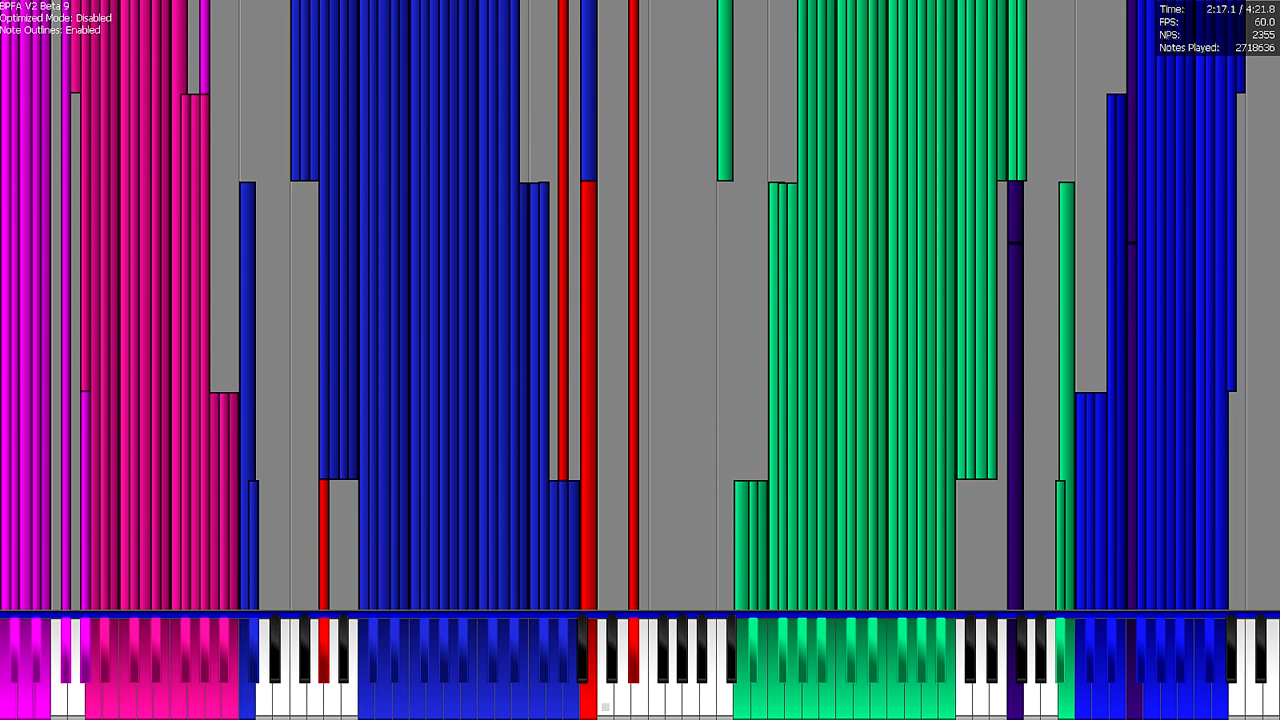 BPFA V2 Beta 9
Optimized Mode: Disabled
Note Outlines: Enabled
Time: 2:17.1 / 4:21.8
FPS: 60.0
NPS: 2355
Notes Played: 2718636